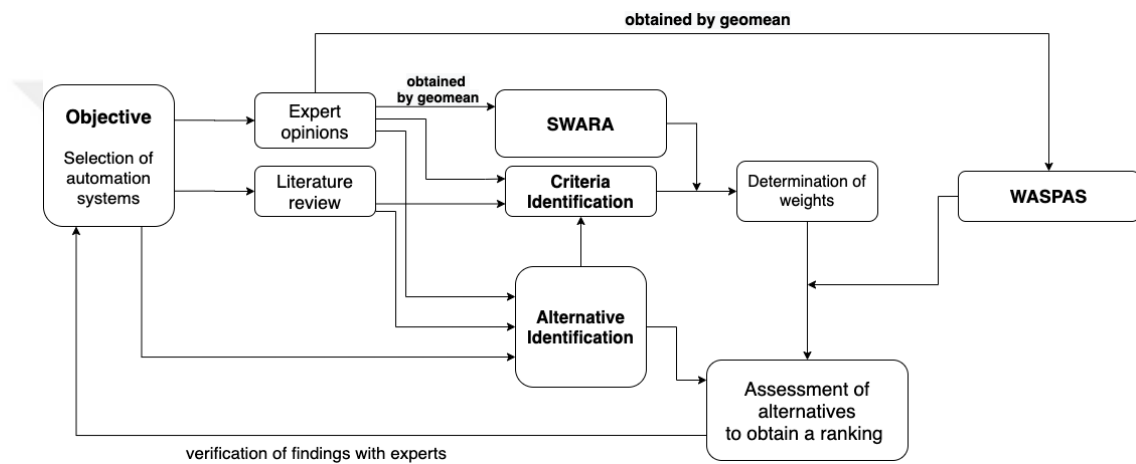 obtained by geomean
obtained
by geomean
Objective
Selection of
automation
systems
Expert
opinions
SWARA
Literature
review
Criteria
Identification
Determination of
weights
WASPAS
Alternative
Identification
Assessment of
alternatives
to obtain a ranking
verification of findings with experts